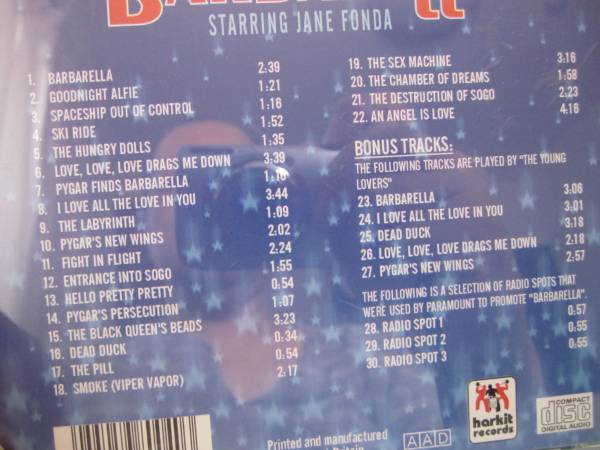 STARRING JANE FONDA
1. BARBARELLA 2:39
2. GOODNIGHT ALFIE 1:21
3. SPACESHIP OUT OF CONTROL 1:16
4. SKI RIDE 1:52
5. THE HUNGRY DOLLS 1:35
6. LOVE, LOVE, LOVE DRAGS ME DOWN 3:39
7. PYGAR FINDS BARBARELLA 1:16
8. I LOVE ALL THE LOVE IN YOU 3:44
9. THE LABYRINTH 1:09
10. PYGAR'S NEW WINGS 2:02
11. FIGHT IN FLIGHT 2:24
12. ENTRANCE INTO SOGO 1:55
13. HELLO PRETTY PRETTY 0:54
14. PYGAR'S PERSECUTION 1:07
15. THE BLACK QUEEN'S BEADS 3:23
16. DEAD DUCK 0:34
17. THE PILL 0:54
18. SMOKE (VIPER VAPOR) 2:17
19. THE SEX MACHINE 3:16
20. THE CHAMBER OF DREAMS 1:58
21. THE DESTRUCTION OF SOGO 2:23
22. AN ANGEL IS LOVE 4:16
BONUS TRACKS:
THE FOLLOWING TRACKS ARE PLAYED BY "THE YOUNG
LOVERS"
23. BARBARELLA 3:06
24. I LOVE ALL THE LOVE IN YOU 3:01
25. DEAD DUCK 3:18
26. LOVE, LOVE, LOVE DRAGS ME DOWN 2:18
27. PYGAR'S NEW WINGS 2:57
THE FOLLOWING IS A SELECTION OF RADIO SPOTS THAT
WERE USED BY PARAMOUNT TO PROMOTE "BARBARELLA".
28. RADIO SPOT 1 0:57
29. RADIO SPOT 2 0:55
30. RADIO SPOT 3 0:55
Printed and manufactured
Britain
AAD
harkit
records
COMPACT
disc
DIGITAL AUDIO